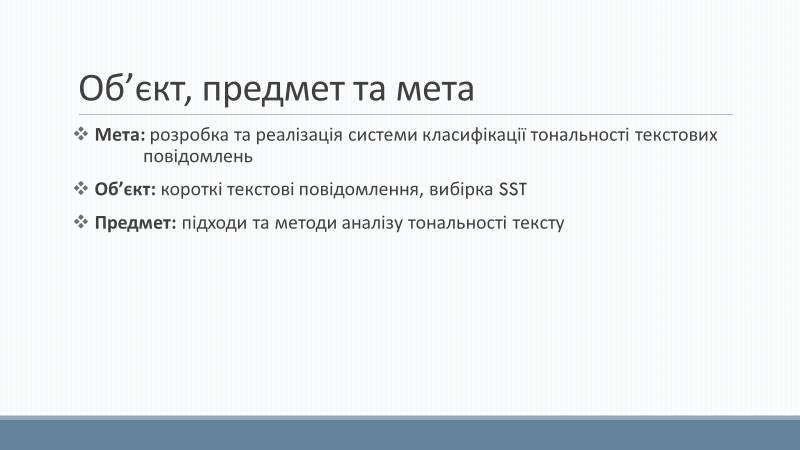 Об’єкт, предмет та мета
❖ Мета: розробка та реалізація системи класифікації тональності текстових
повідомлень
❖ Об’єкт: короткі текстові повідомлення, вибірка SST
❖ Предмет: підходи та методи аналізу тональності тексту